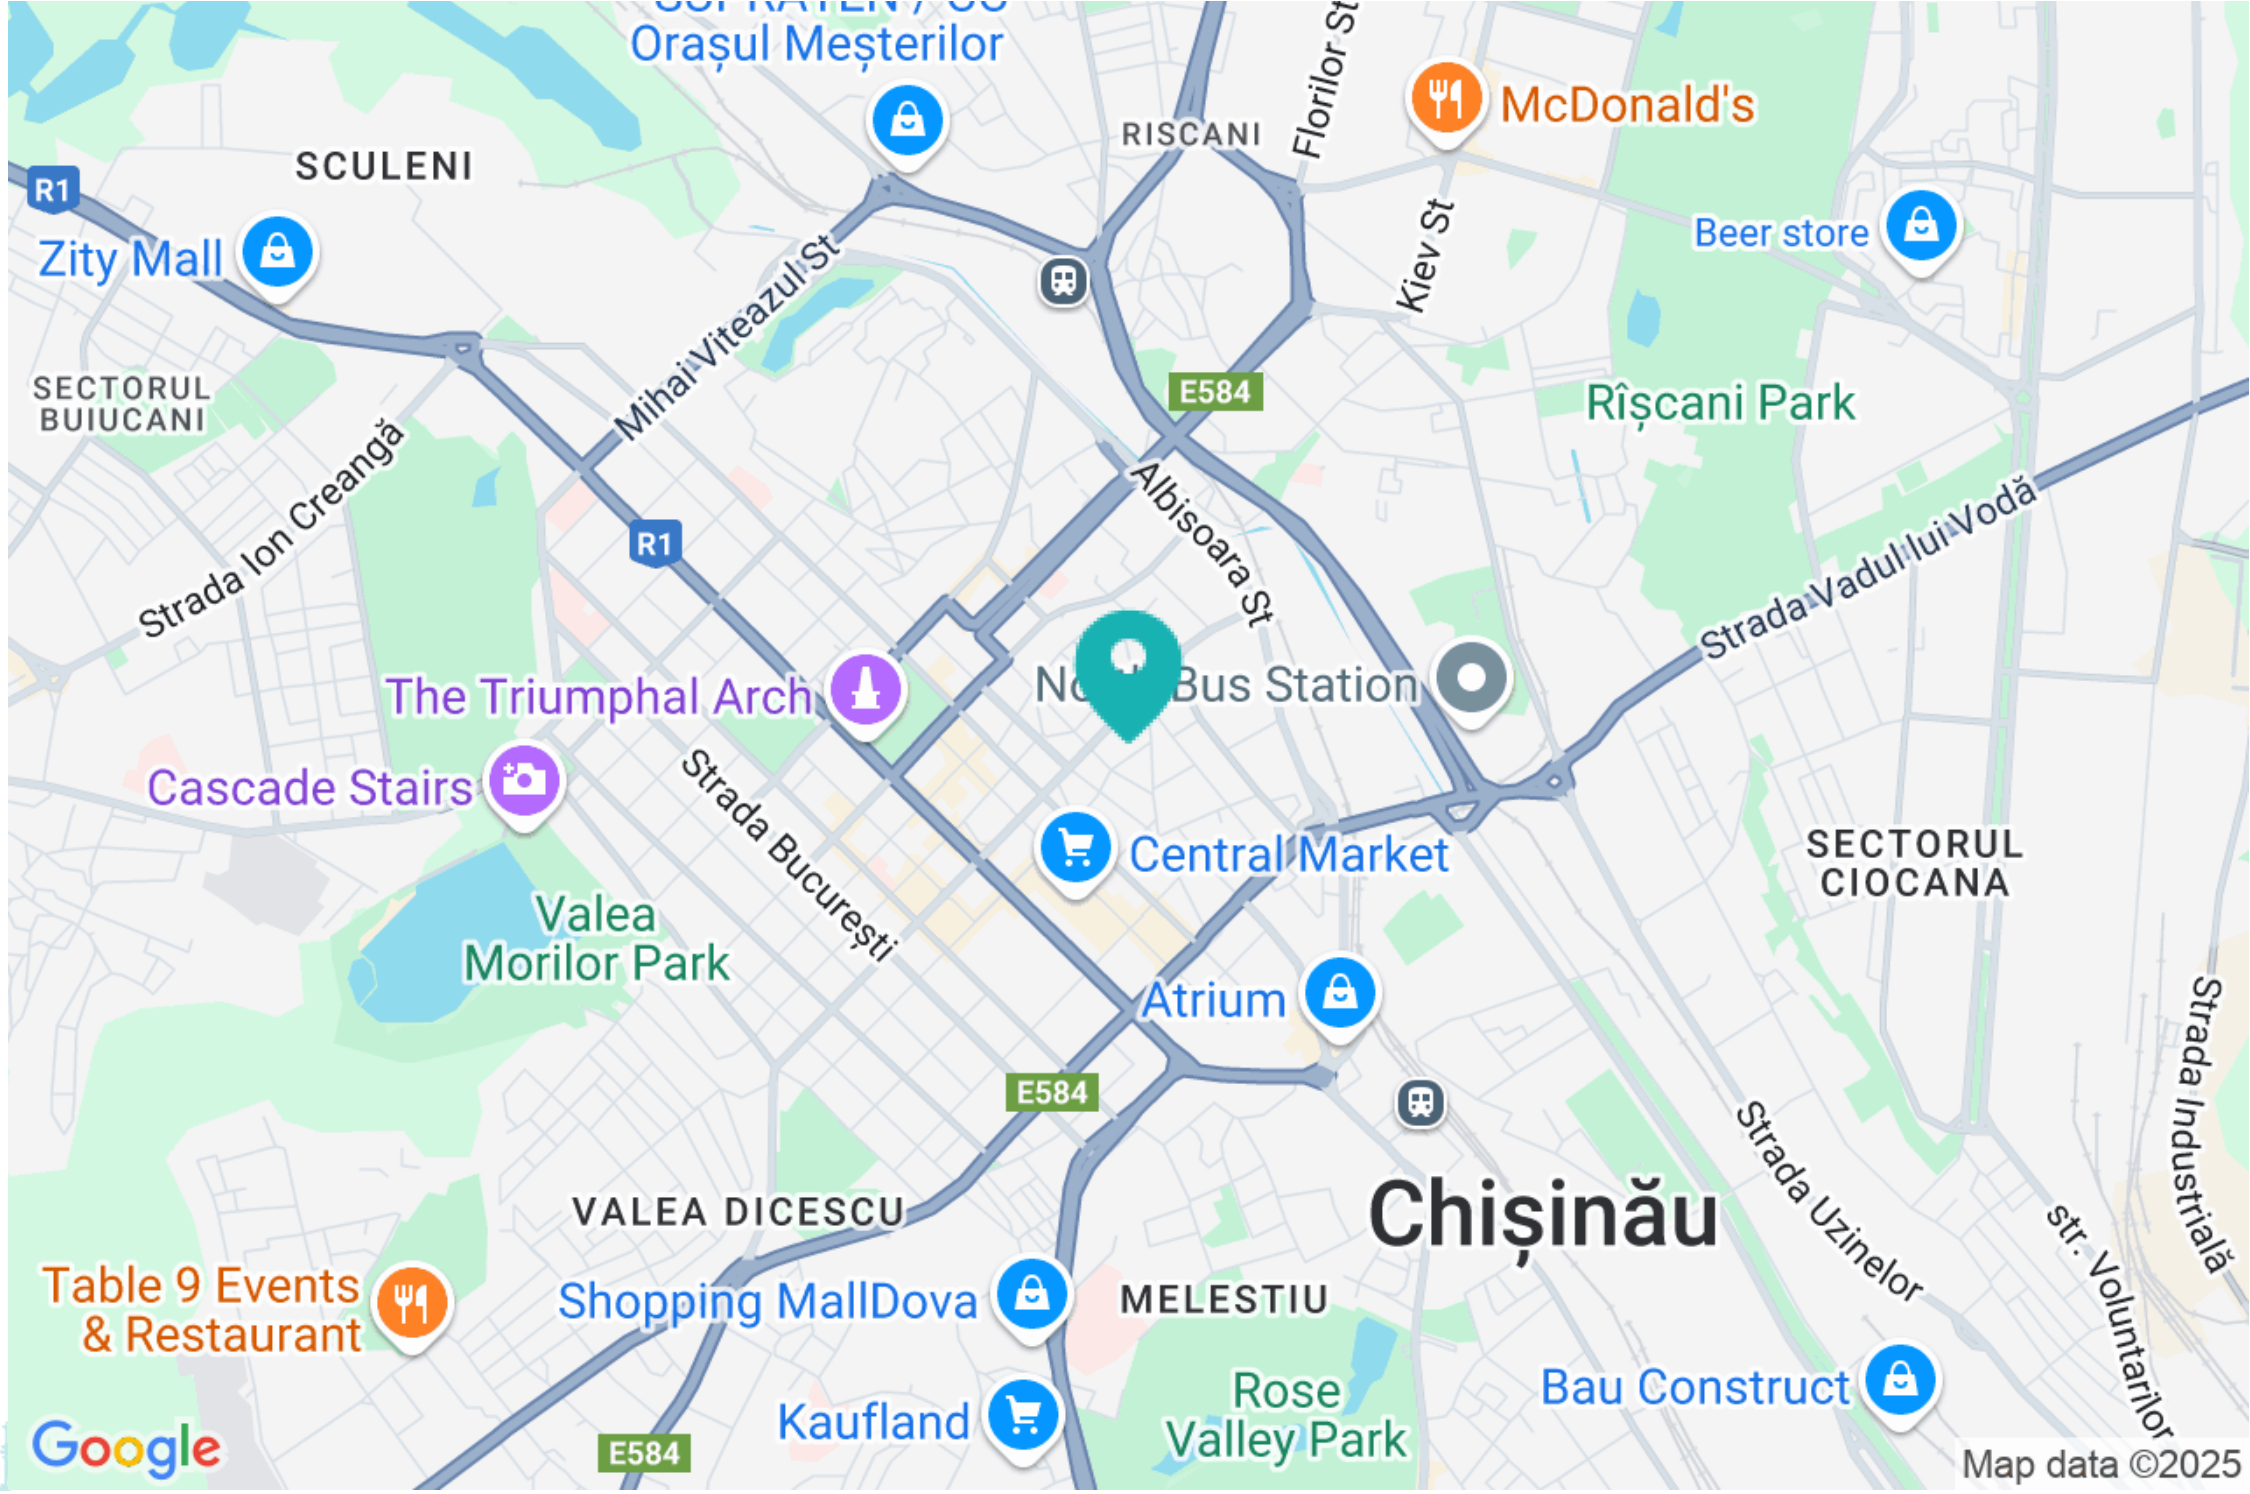 Orașul Meșterilor
Florilor St
McDonald's
RISCANI
SCULENI
R1
Zity Mall
Beer store
Kiev St
Mihai Viteazul St
SECTORUL
BUIUCANI
E584
Rîșcani Park
Strada Ion Creangă
R1
Albisoara St
Strada Vadul lui Vodă
The Triumphal Arch
Bus Station
Cascade Stairs
Strada București
Central Market
SECTORUL
CIOCANA
Valea
Morilor Park
Atrium
E584
Strada Industrială
Strada Uzinelor
Chișinău
VALEA DICESCU
str. Voluntarilor
Table 9 Events
& Restaurant
Shopping MallDova
MELESTIU
Kaufland
Rose
Valley Park
Bau Construct
E584
Google
Map data ©2025